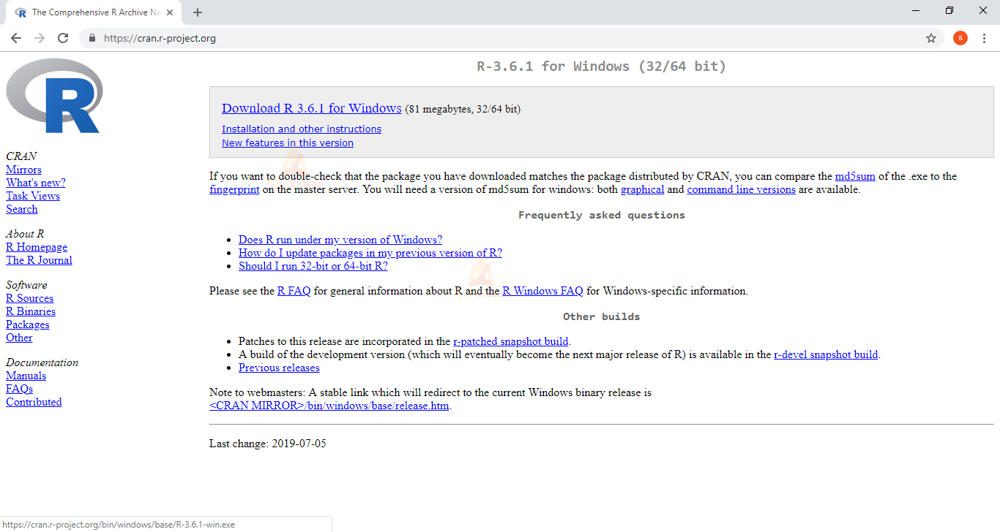 The Comprehensive R Archive Ne
https://cran.r-project.org
S
R
CRAN
Mirrors
What's new?
Task Views
Search
About R
R Homepage
The R Journal
Software
R Sources
R Binaries
Packages
Other
Documentation
Manuals
FAQs
Contributed
R-3.6.1 for Windows (32/64 bit)
Download R 3.6.1 for Windows (81 megabytes, 32/64 bit)
Installation and other instructions
New features in this version
If you want to double-check that the package you have downloaded matches the package distributed by CRAN, you can compare the md5sum of the .exe to the
fingerprint on the master server. You will need a version of md5sum for windows: both graphical and command line versions are available.
Frequently asked questions
• Does R run under my version of Windows?
• How do I update packages in my previous version of R?
• Should I run 32-bit or 64-bit R?
Please see the R FAQ for general information about R and the R Windows FAQ for Windows-specific information.
Other builds
• Patches to this release are incorporated in the r-patched snapshot build.
• A build of the development version (which will eventually become the next major release of R) is available in the r-devel snapshot build.
• Previous releases
Note to webmasters: A stable link which will redirect to the current Windows binary release is
<CRAN MIRROR>/bin/windows/base/release.htm.
Last change: 2019-07-05
https://cran.r-project.org/bin/windows/base/R-3.6.1-win.exe